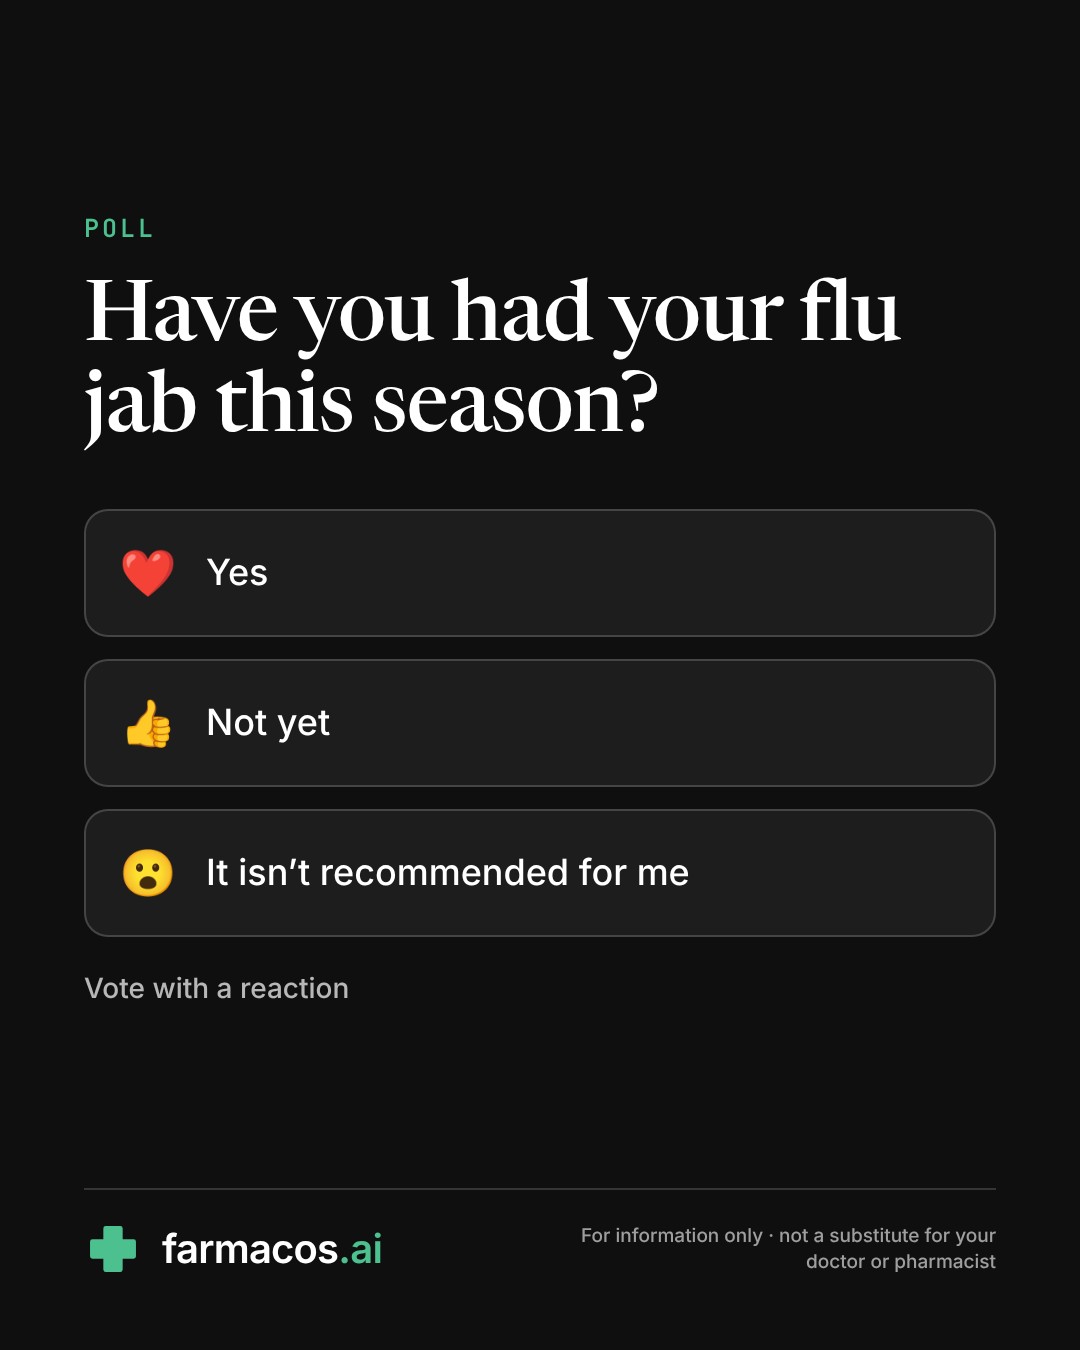 POLL
Have you had your flu
jab this season?
❤️ Yes
👍 Not yet
😮 It isn’t recommended for me
Vote with a reaction
farmacos.ai
For information only · not a substitute for your
doctor or pharmacist